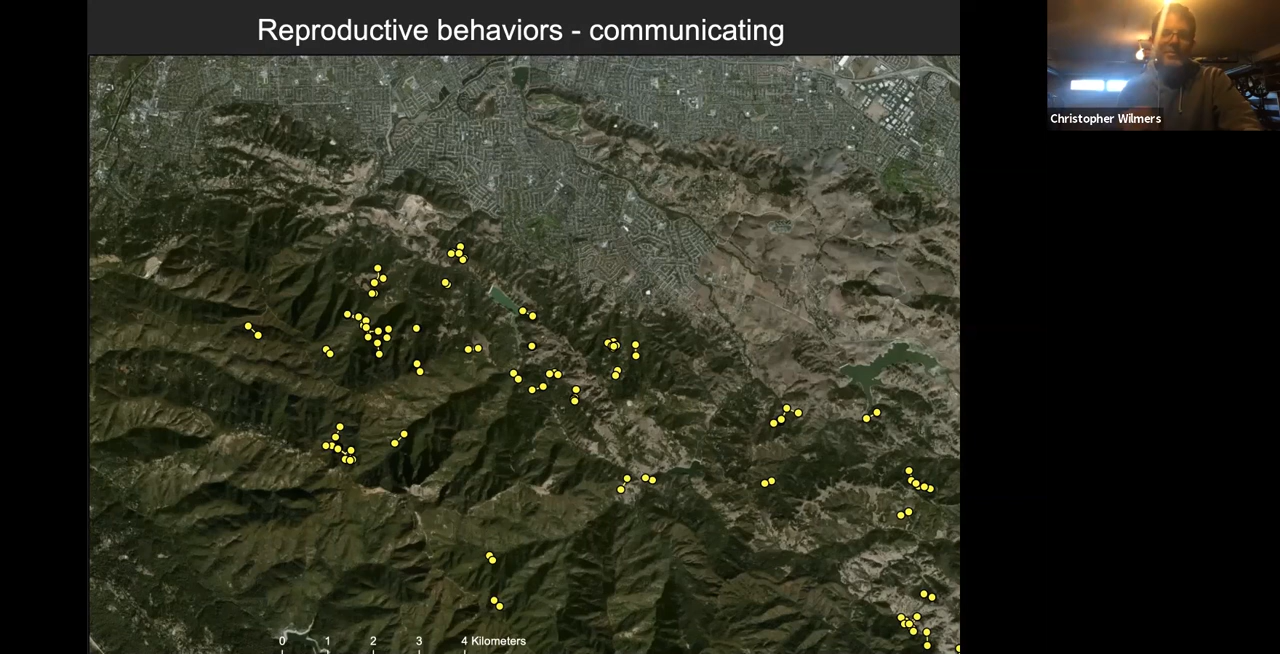 Reproductive behaviors - communicating
Christopher Wilmers
0 1 2 3 4 Kilometers